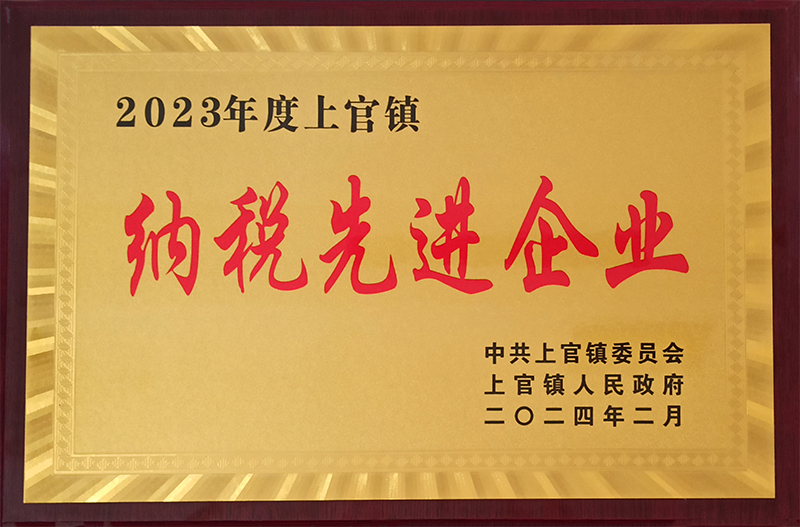 2023年度上官镇
纳税先进企业
中共上官镇委员会
上官镇人民政府
二〇二四年二月